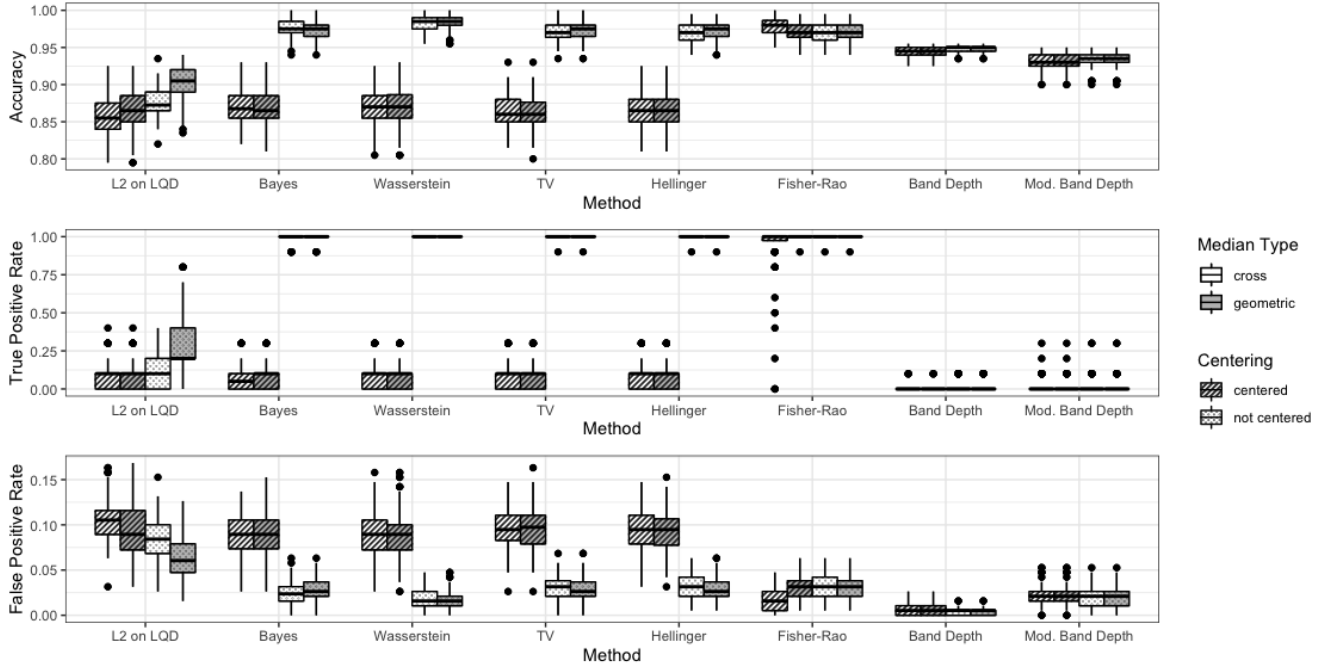 1.00
0.95
0.90
0.85
0.80
Accuracy
L2 on LQD Bayes Wasserstein TV Hellinger Fisher-Rao Band Depth Mod. Band Depth
Method
1.00
0.75
0.50
0.25
0.00
True Positive Rate
L2 on LQD Bayes Wasserstein TV Hellinger Fisher-Rao Band Depth Mod. Band Depth
Method
0.15
0.10
0.05
0.00
False Positive Rate
L2 on LQD Bayes Wasserstein TV Hellinger Fisher-Rao Band Depth Mod. Band Depth
Method
Median Type
cross
geometric
Centering
centered
not centered